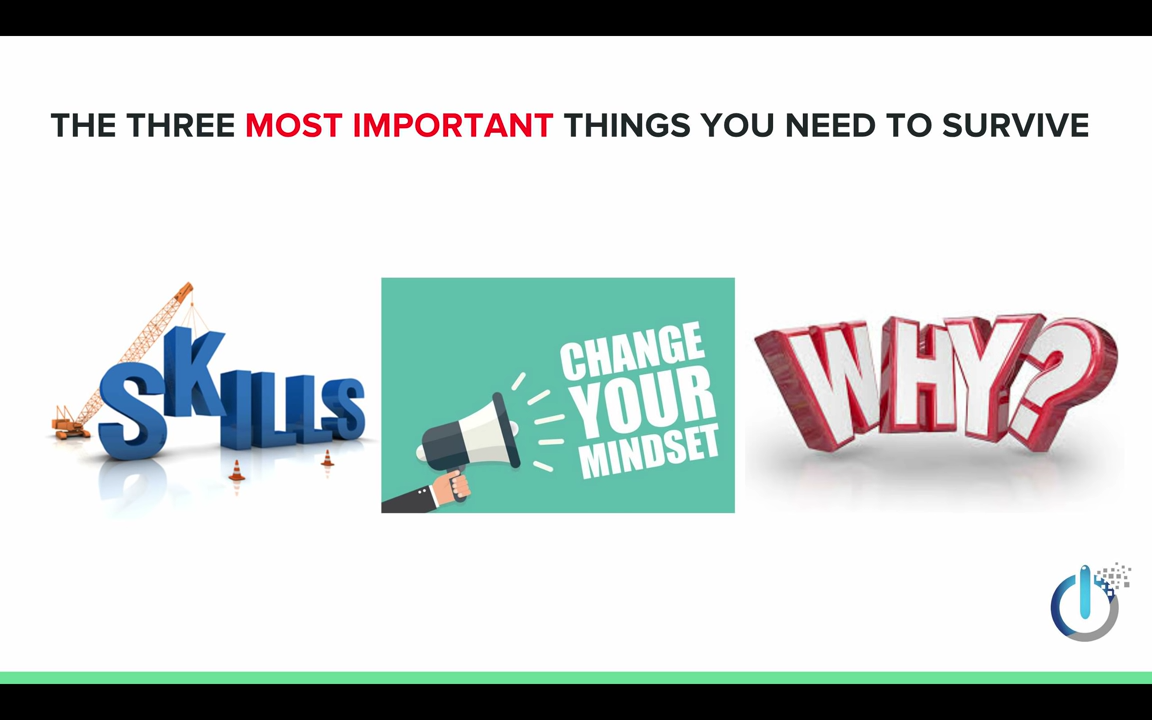 THE THREE MOST IMPORTANT THINGS YOU NEED TO SURVIVE
SKILLS
CHANGE
YOUR
MINDSET
WHY?